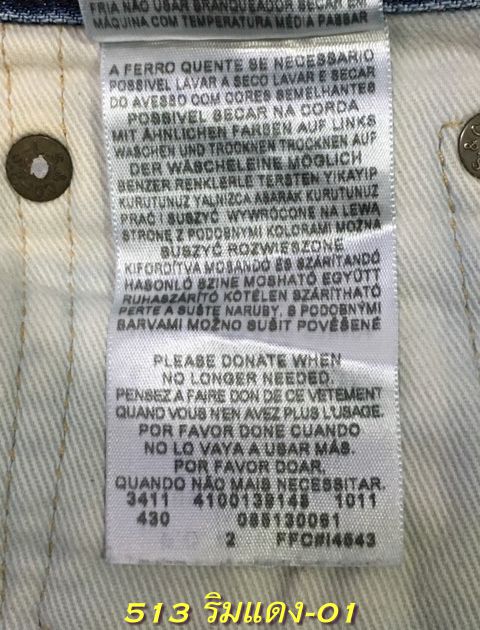 FRIA NÃO USAR BRANQUEADOR SECAR EM
MÁQUINA COM TEMPERATURA MÉDIA PASSAR
A FERRO QUENTE SE NECESSÁRIO
POSSIVEL LAVAR A SECO LAVAR E SECAR
DO AVESSO COM CORES SEMELHANTES
POSSIVEL SECAR NA CORDA
MIT ÄHNLICHEN FARBEN AUF LINKS
WASCHEN UND TROCKNEN TROCKNEN AUF
DER WÄSCHELEINE MÖGLICH
BENZER RENKLERLE TERSTEN YIKAYIP
KURUTUNUZ YALNIZCA ASARAK KURUTUNUZ
PRAĆ I SUSZYĆ WYWRÓCONE NA LEWĄ
STRONĘ Z PODOBNYMI KOLORAMI MOŻNA
SUSZYĆ ROZWIESZONE
KIFORDÍTVA MOSANDÓ ÉS SZÁRÍTANDÓ
HASONLÓ SZÍNE MOSHATÓ EGYÜTT
RUHASZÁRÍTÓ KÖTÉLEN SZÁRÍTHATÓ
PERTE A SUŠTE NARUBY, S PODOBNÝMI
BARVAMI MOŽNO SUŠIT POVĚŠENÉ
PLEASE DONATE WHEN
NO LONGER NEEDED.
PENSEZ A FAIRE DON DE CE VÊTEMENT
QUAND VOUS N'EN AVEZ PLUS L'USAGE.
POR FAVOR DONE CUANDO
NO LO VAYA A USAR MÁS.
POR FAVOR DOAR.
QUANDO NÃO MAIS NECESSITAR.
3411 4100139148 1011
430 085130061
2 FFC#14643
513 ริมแดง-01